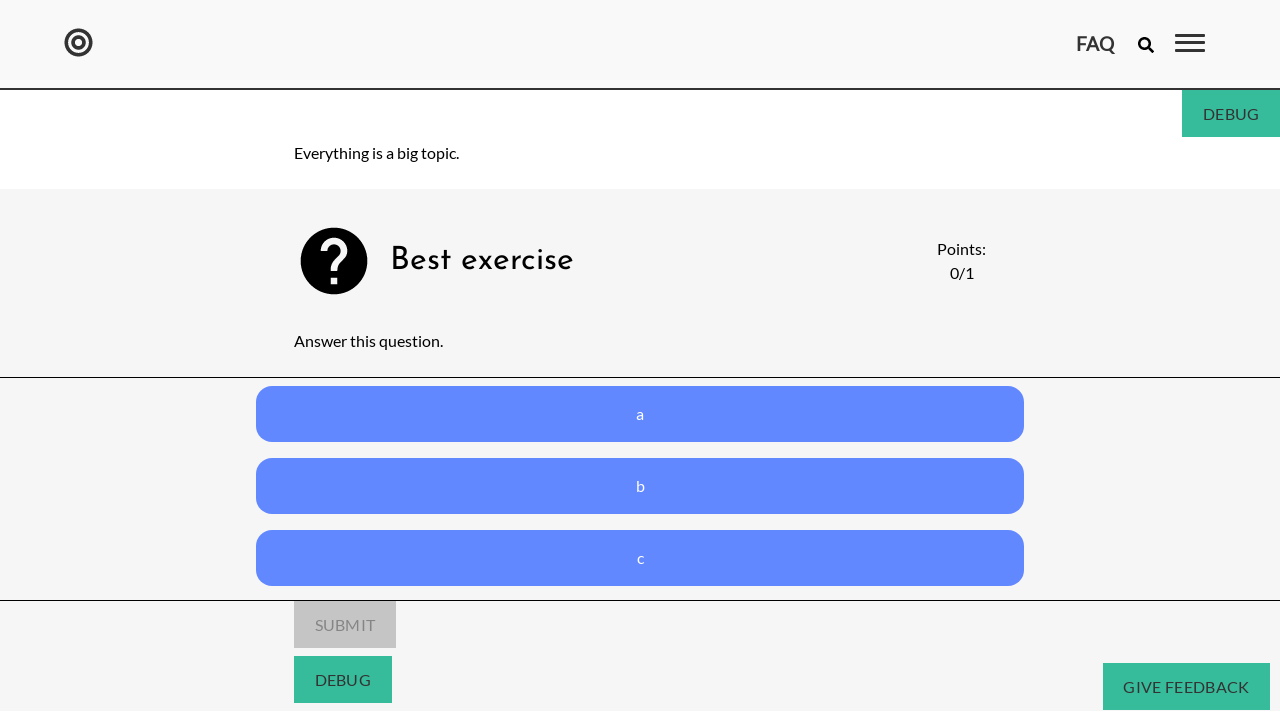 FAQ
DEBUG
Everything is a big topic.
Best exercise
Points:
0/1
Answer this question.
a
b
c
SUBMIT
DEBUG
GIVE FEEDBACK